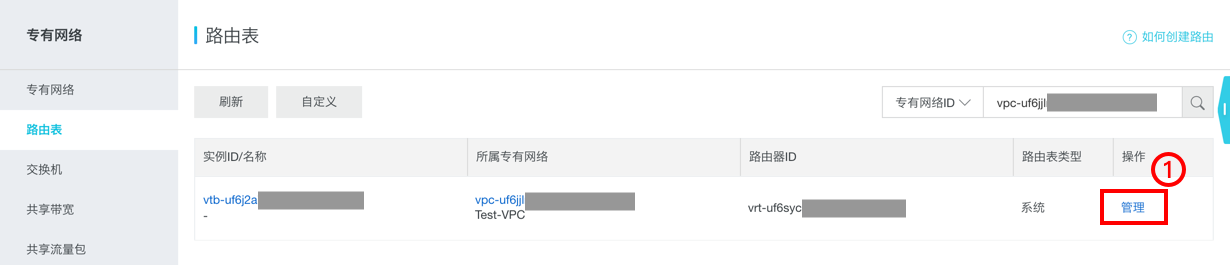 专有网络
路由表
如何创建路由
专有网络
刷新
自定义
专有网络ID
vpc-uf6jjl
路由表
实例ID/名称
所属专有网络
路由器ID
路由表类型
操作
交换机
1
vtb-uf6j2a
-
vpc-uf6jjl
Test-VPC
vrt-uf6syc
系统
管理
共享带宽
共享流量包